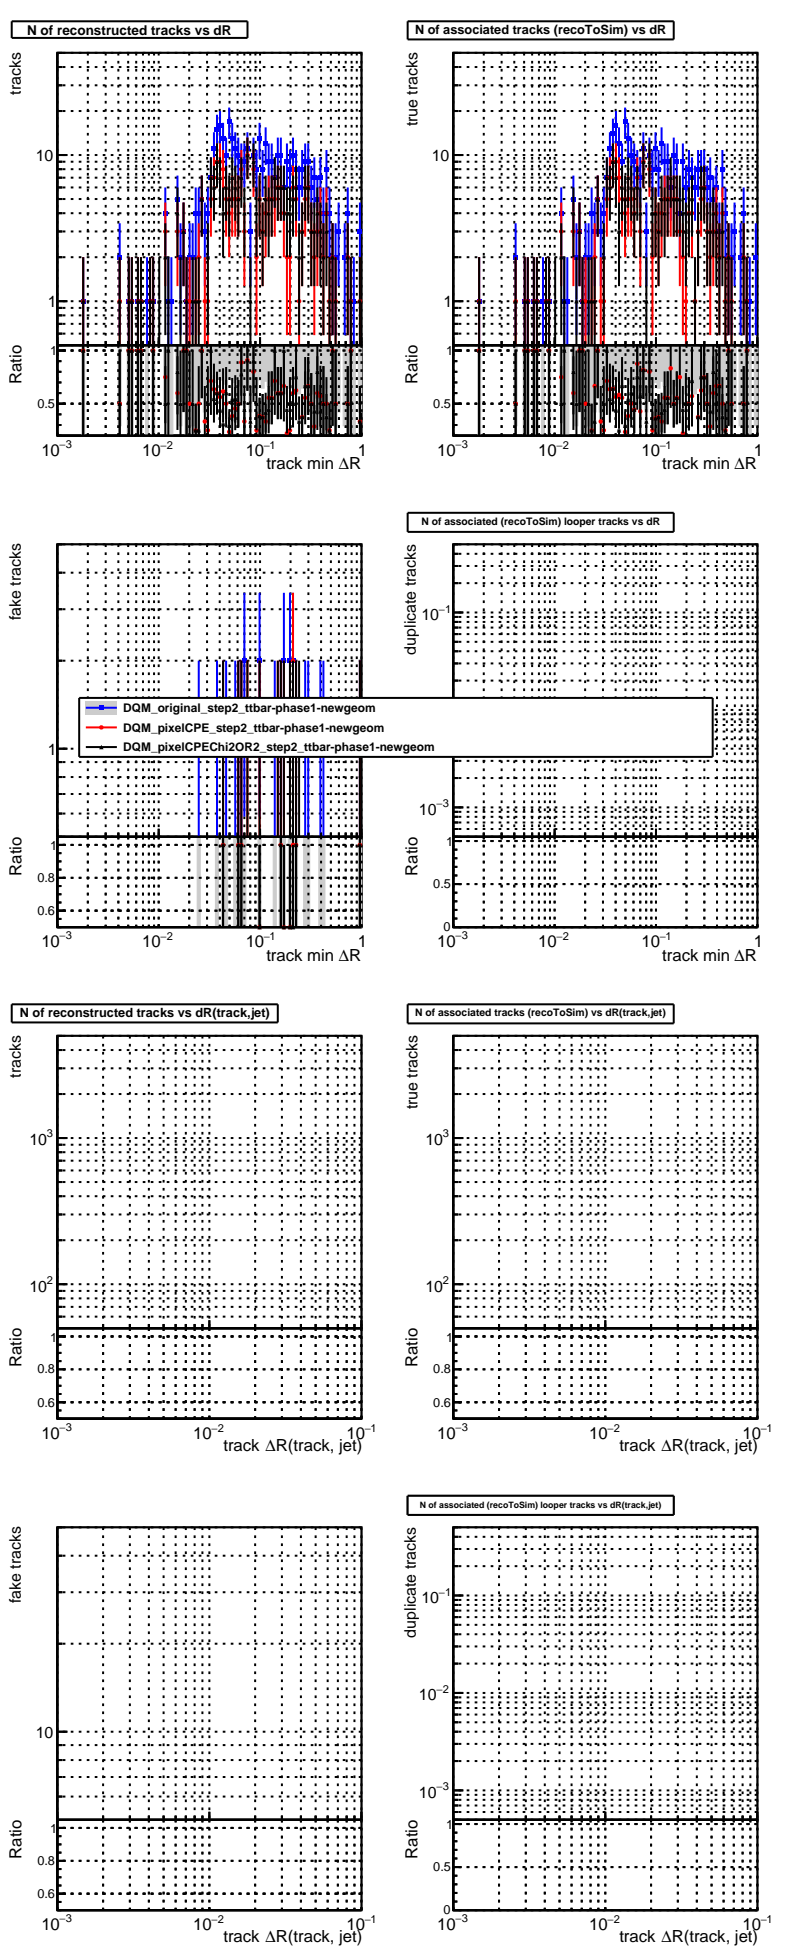 N of reconstructed tracks vs dR
N of associated tracks (recoToSim) vs dR
tracks
10
1
Ratio
1
0.5
10−3
10−2
10−1
1
track min ΔR
true tracks
10
1
Ratio
1
0.5
10−3
10−2
10−1
1
track min ΔR
N of associated (recoToSim) looper tracks vs dR
fake tracks
1
Ratio
1
0.8
0.6
10−3
10−2
10−1
1
track min ΔR
duplicate tracks
10−1
10−3
Ratio
1
0.5
0
10−3
10−2
10−1
1
track min ΔR
DQM_original_step2_ttbar-phase1-newgeom
DQM_pixelCPE_step2_ttbar-phase1-newgeom
DQM_pixelCPEChi2OR2_step2_ttbar-phase1-newgeom
N of reconstructed tracks vs dR(track,jet)
N of associated tracks (recoToSim) vs dR(track,jet)
tracks
103
102
Ratio
1
0.8
0.6
10−3
10−2
10−1
track ΔR(track, jet)
true tracks
103
102
Ratio
1
0.8
0.6
10−3
10−2
10−1
track ΔR(track, jet)
N of associated (recoToSim) looper tracks vs dR(track,jet)
fake tracks
10
Ratio
1
0.8
0.6
10−3
10−2
10−1
track ΔR(track, jet)
duplicate tracks
10−1
10−2
10−3
Ratio
1
0.5
0
10−3
10−2
10−1
track ΔR(track, jet)